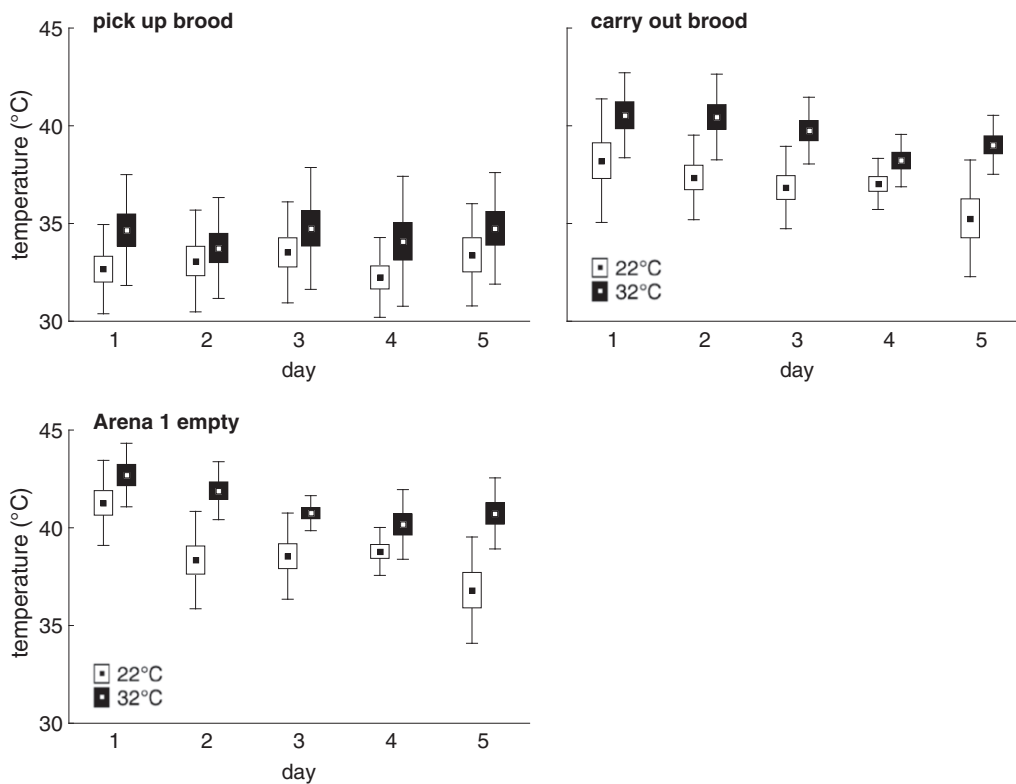 pick up brood
45
40
35
30
temperature (°C)
1 2 3 4 5
day
carry out brood
22°C
32°C
1 2 3 4 5
day
Arena 1 empty
45
40
35
30
temperature (°C)
22°C
32°C
1 2 3 4 5
day